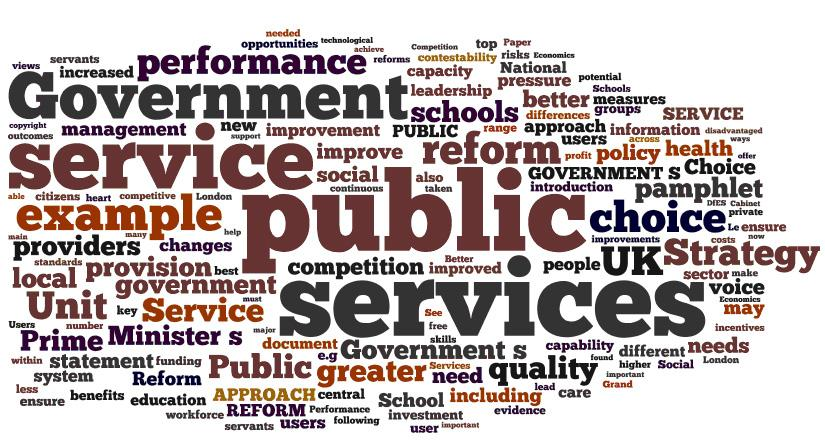 needed
opportunities technological
achieve
Competition top Paper
views servants
increased performance reforms contestability risks Economics
capacity National
pressure potential
Government leadership Schools
better measures
schools differences groups SERVICE
copyright management new improvement PUBLIC range approach information disadvantaged
outcomes support users across ways
service improve reform profit policy health offer
social also GOVERNMENT s Choice
continuous taken introduction pamphlet
able citizens heart competitive London
example public choice DfES Cabinet
private
main many help Le ensure
providers changes improvements costs now
standards competition Better people UK Strategy
local provision best improved sector make
government services voice
Unit key Service must Economics
may
Users number major See
free incentives
Prime Minister s skills
document Government s capability different needs
within statement funding e.g found London
system Public greater Services need quality higher Social
Reform important
less lead Grand
ensure benefits education APPROACH central School including care
workforce REFORM Performance investment evidence
servants users following user important